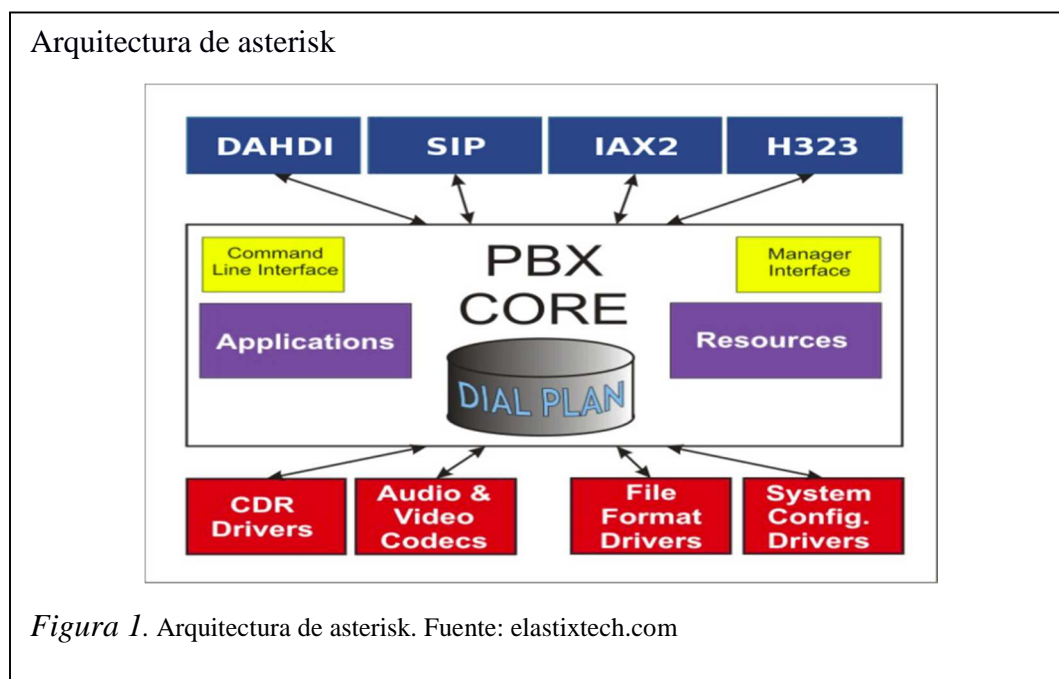 Arquitectura de asterisk
DAHDI
SIP
IAX2
H323
Command
Line Interface
PBX
CORE
Manager
Interface
Applications
Resources
DIAL PLAN
CDR
Drivers
Audio &
Video
Codecs
File
Format
Drivers
System
Config.
Drivers
Figura 1. Arquitectura de asterisk. Fuente: elastixtech.com